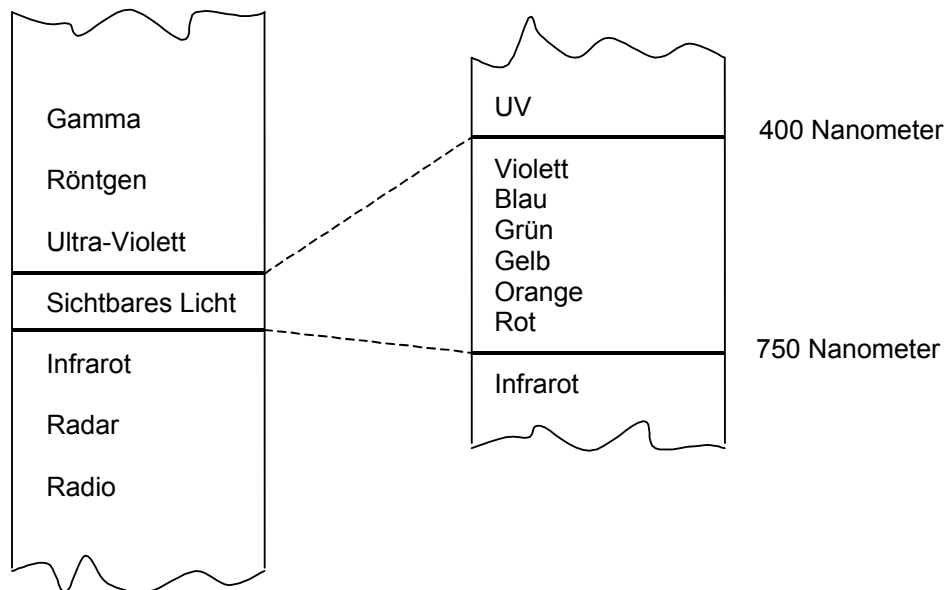 Gamma
Röntgen
Ultra-Violett
Sichtbares Licht
Infrarot
Radar
Radio
UV
400 Nanometer
Violett
Blau
Grün
Gelb
Orange
Rot
750 Nanometer
Infrarot